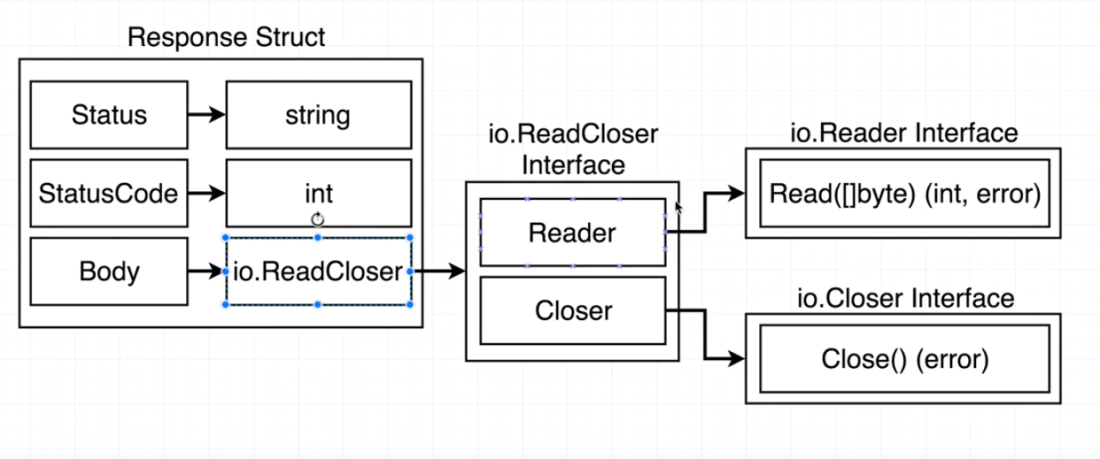 Response Struct
Status
string
StatusCode
int
Body
io.ReadCloser
io.ReadCloser
Interface
Reader
Closer
io.Reader Interface
Read([]byte) (int, error)
io.Closer Interface
Close() (error)